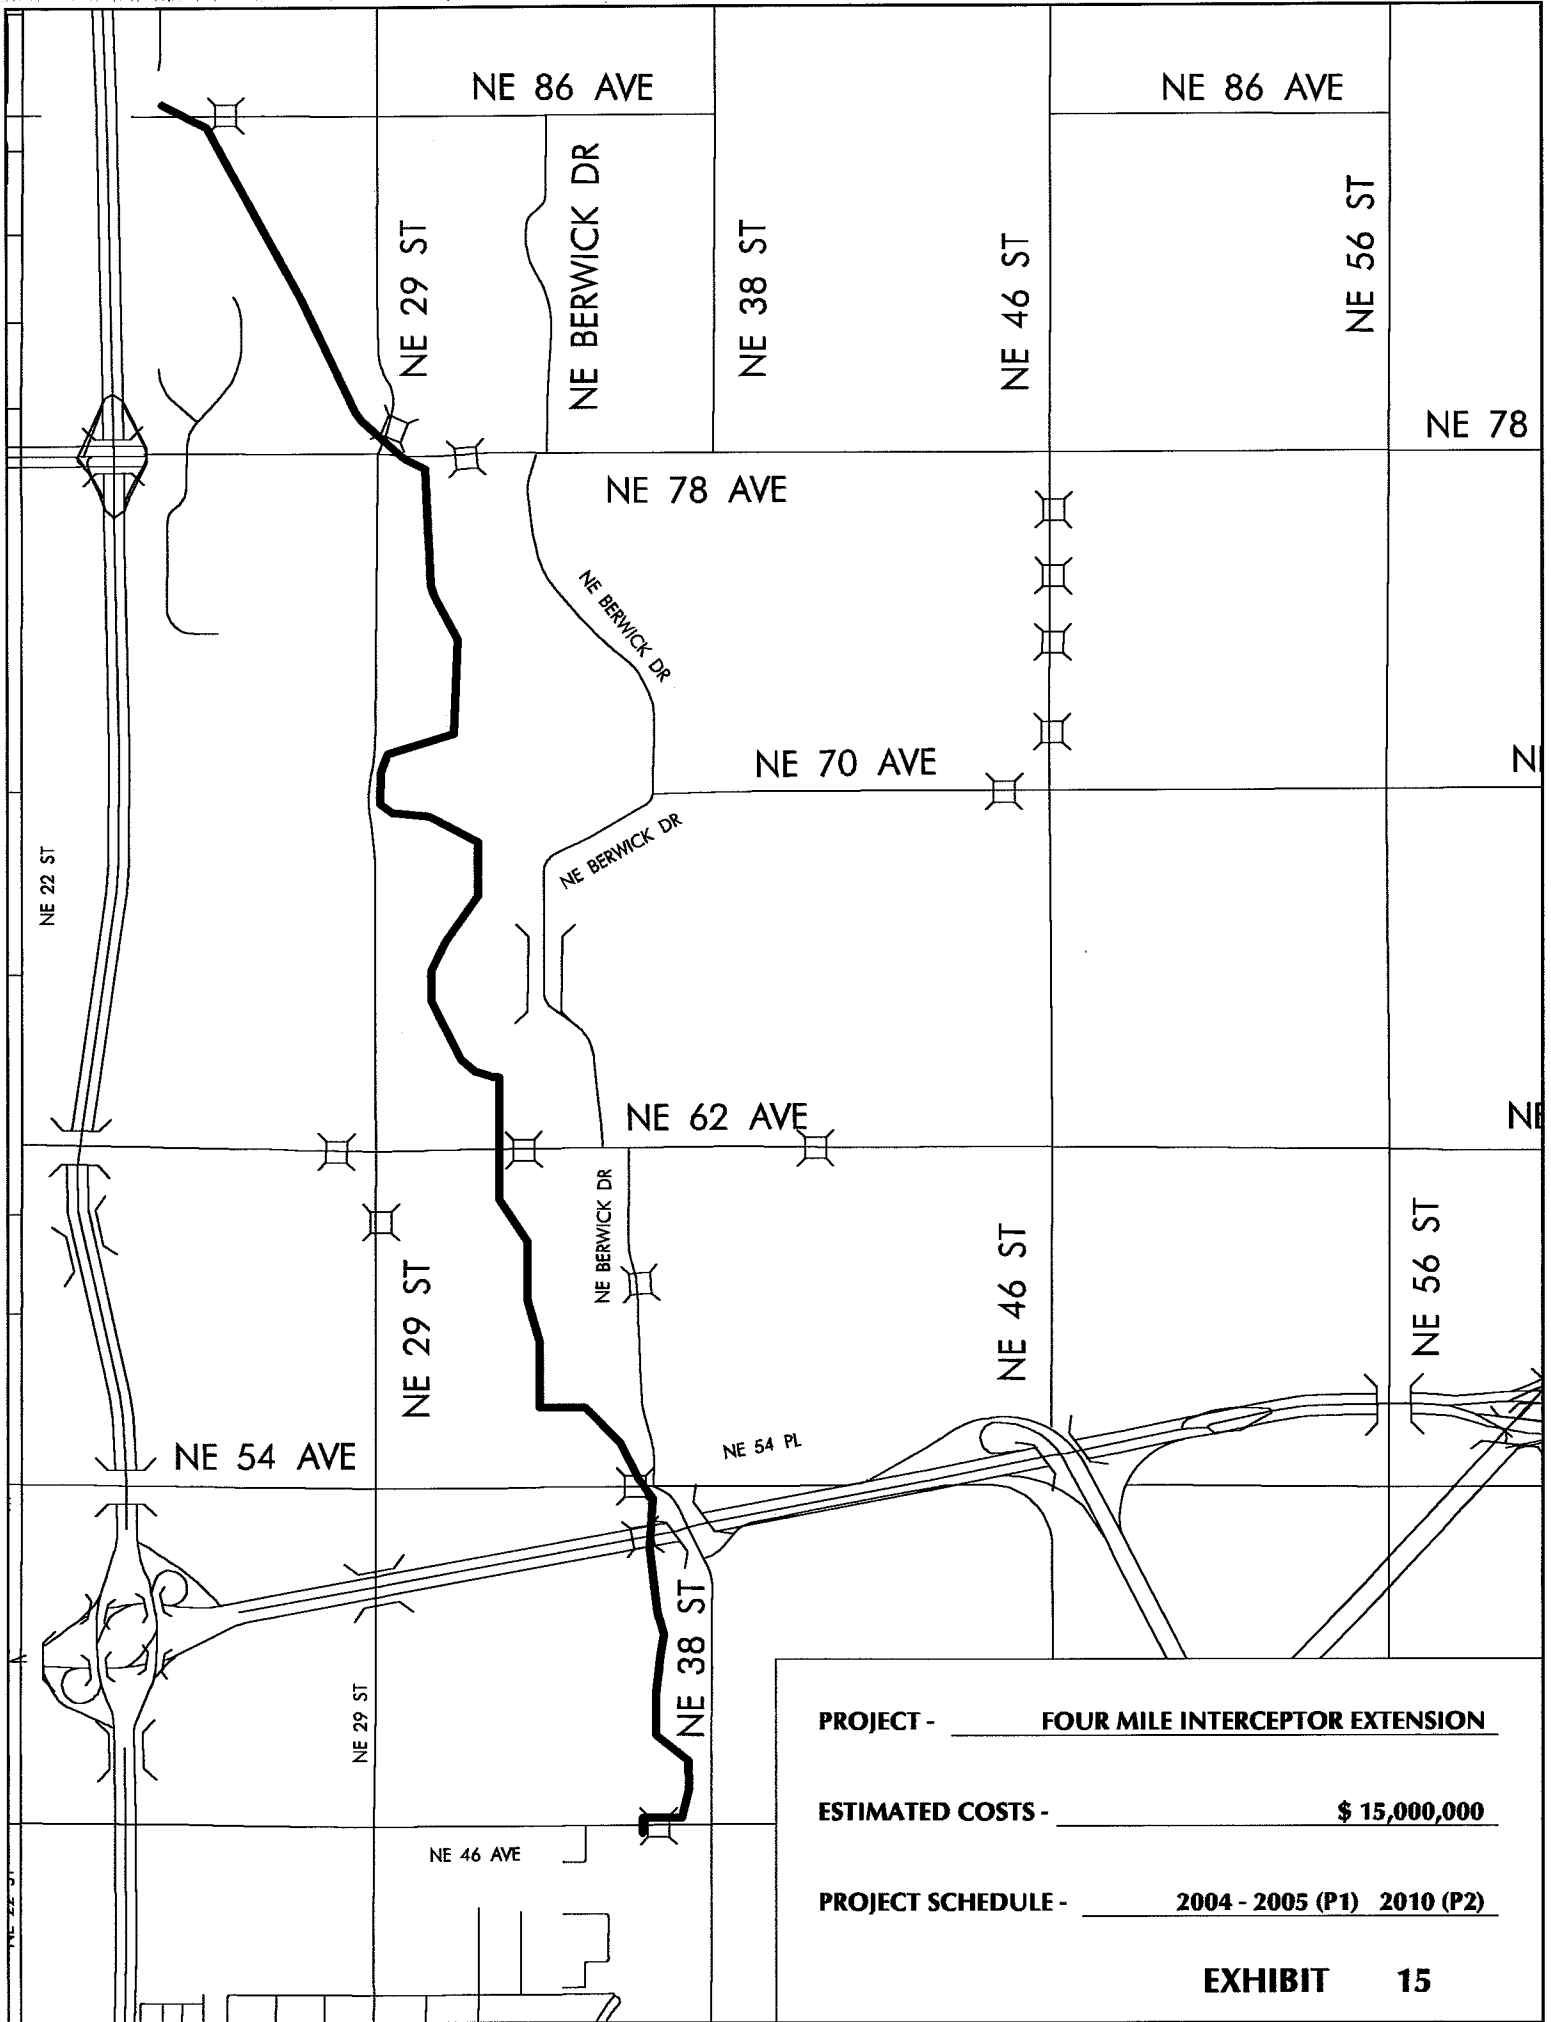 NE 86 AVE
NE 86 AVE
NE BERWICK DR
NE 56 ST
NE 29 ST
NE 38 ST
NE 46 ST
NE 78
NE 78 AVE
NE BERWICK DR
NE 70 AVE
NE BERWICK DR
NE 22 ST
NE 62 AVE
NE
NE BERWICK DR
NE 56 ST
NE 46 ST
NE 29 ST
NE 54 PL
NE 54 AVE
NE 38 ST
NE 29 ST
NE 46 AVE
PROJECT - FOUR MILE INTERCEPTOR EXTENSION
ESTIMATED COSTS - $ 15,000,000
PROJECT SCHEDULE - 2004 - 2005 (P1) 2010 (P2)
EXHIBIT 15